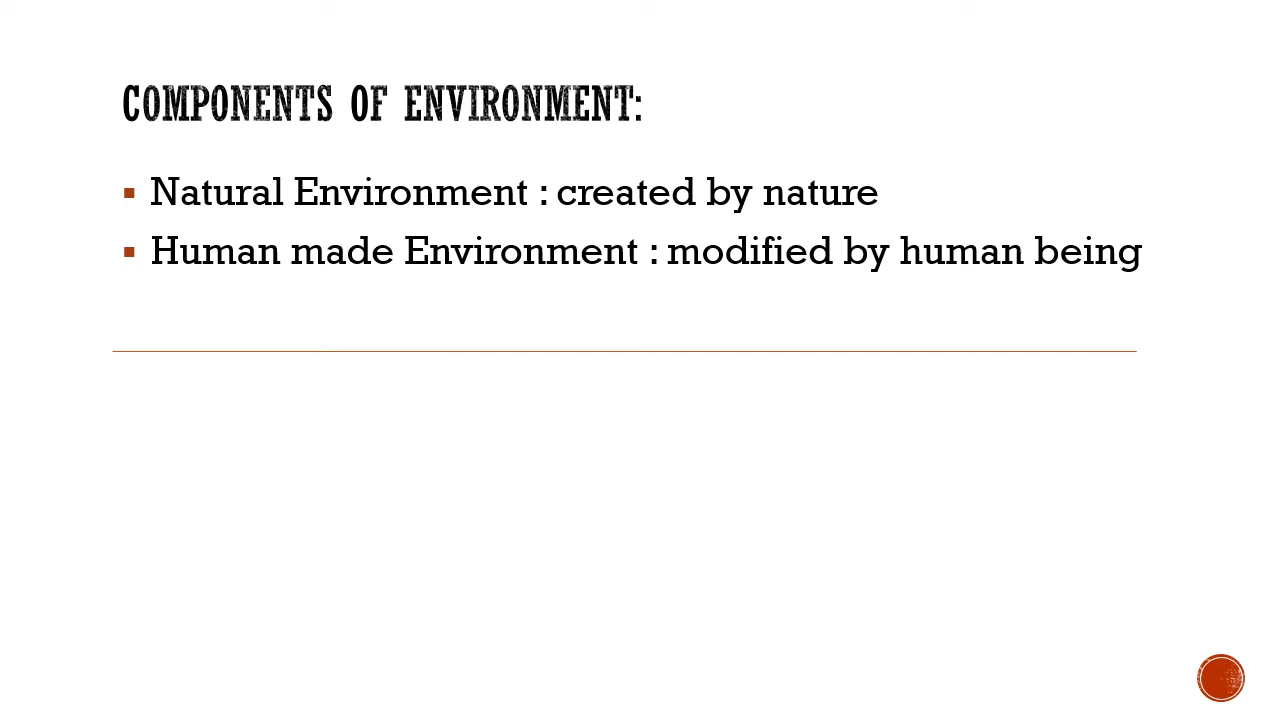 COMPONENTS OF ENVIRONMENT:
▪ Natural Environment : created by nature
▪ Human made Environment : modified by human being